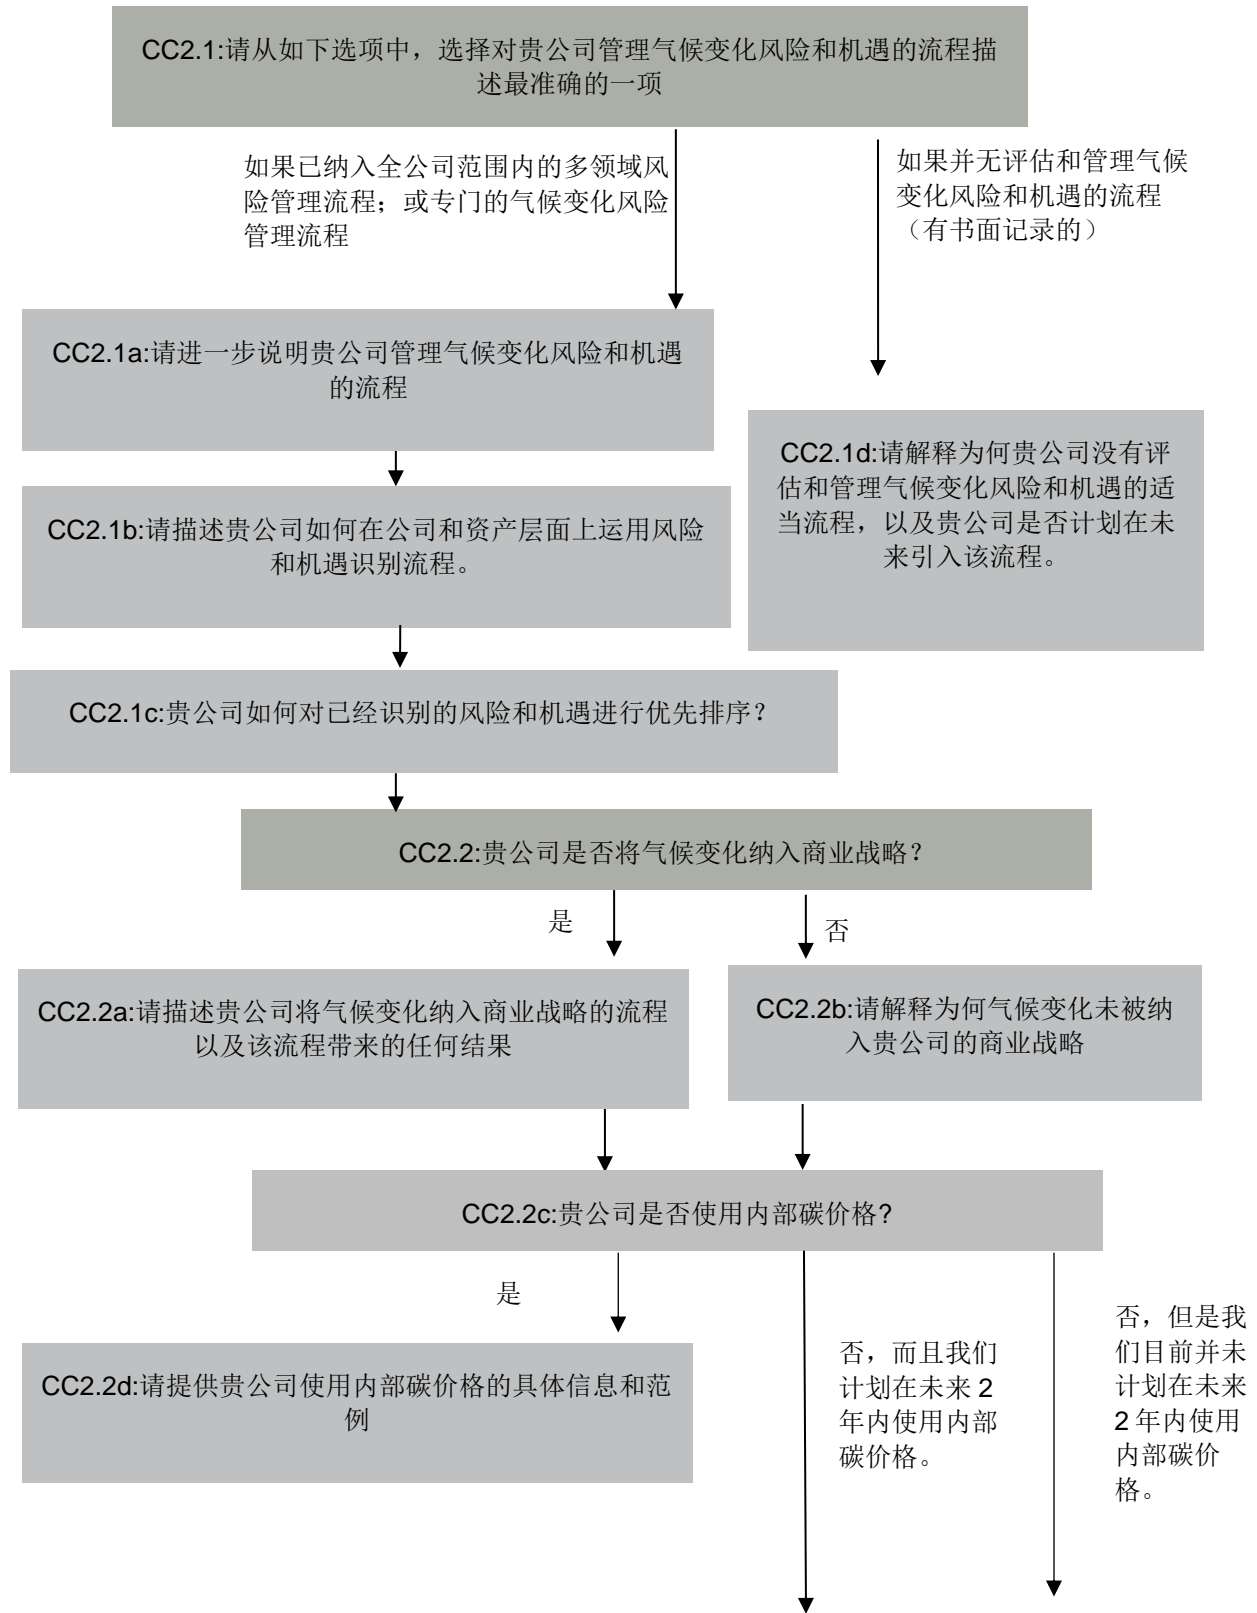 CC2.1:请从如下选项中，选择对贵公司管理气候变化风险和机遇的流程描
述最准确的一项
如果已纳入全公司范围内的多领域风
险管理流程；或专门的气候变化风险
管理流程
如果并无评估和管理气候
变化风险和机遇的流程
（有书面记录的）
CC2.1a:请进一步说明贵公司管理气候变化风险和机遇
的流程
CC2.1d:请解释为何贵公司没有评
估和管理气候变化风险和机遇的适
当流程，以及贵公司是否计划在未
来引入该流程。
CC2.1b:请描述贵公司如何在公司和资产层面上运用风险
和机遇识别流程。
CC2.1c:贵公司如何对已经识别的风险和机遇进行优先排序？
CC2.2:贵公司是否将气候变化纳入商业战略？
是
否
CC2.2a:请描述贵公司将气候变化纳入商业战略的流程
以及该流程带来的任何结果
CC2.2b:请解释为何气候变化未被纳
入贵公司的商业战略
CC2.2c:贵公司是否使用内部碳价格?
是
否，而且我们
计划在未来 2
年内使用内部
碳价格。
否，但是我
们目前并未
计划在未来
2 年内使用
内部碳价
格。
CC2.2d:请提供贵公司使用内部碳价格的具体信息和范
例